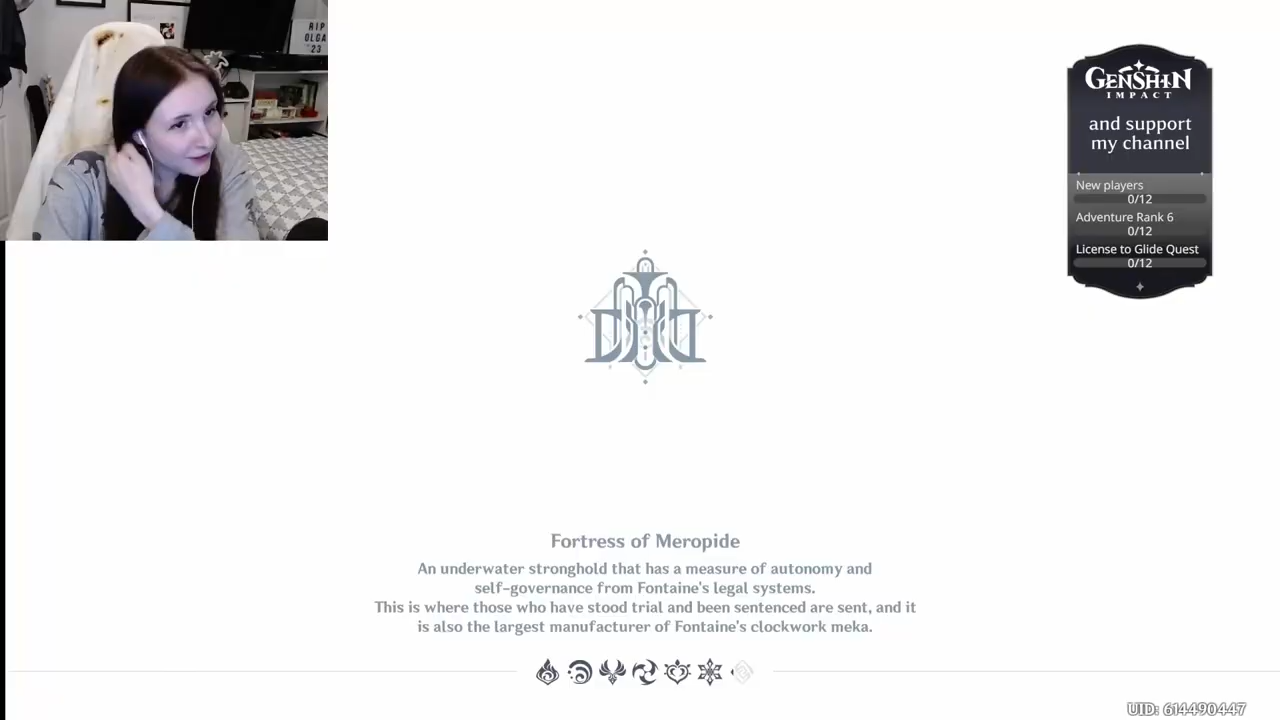 RIP
OLGA
23
GENSHIN
IMPACT
and support
my channel
New players
0/12
Adventure Rank 6
0/12
License to Glide Quest
0/12
Fortress of Meropide
An underwater stronghold that has a measure of autonomy and
self-governance from Fontaine's legal systems.
This is where those who have stood trial and been sentenced are sent, and it
is also the largest manufacturer of Fontaine's clockwork meka.
UID: 614490447